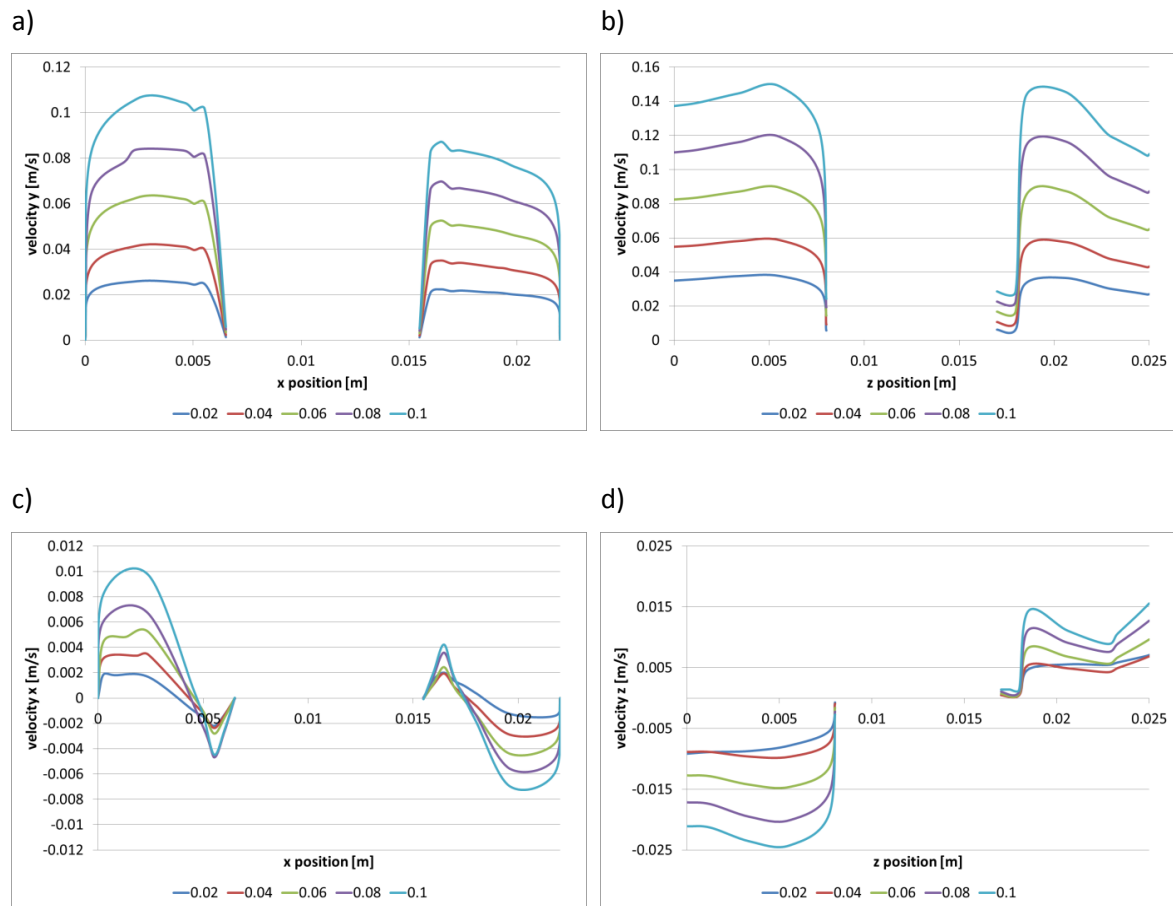 a)
0.12
0.1
0.08
0.06
0.04
0.02
0
velocity y [m/s]
0 0.005 0.01 0.015 0.02
x position [m]
0.02 0.04 0.06 0.08 0.1
b)
0.16
0.14
0.12
0.1
0.08
0.06
0.04
0.02
0
velocity y [m/s]
0 0.005 0.01 0.015 0.02 0.025
z position [m]
0.02 0.04 0.06 0.08 0.1
c)
0.012
0.01
0.008
0.006
0.004
0.002
0
-0.002
-0.004
-0.006
-0.008
-0.01
-0.012
velocity x [m/s]
0 0.005 0.01 0.015 0.02
x position [m]
0.02 0.04 0.06 0.08 0.1
d)
0.025
0.015
0.005
-0.005
-0.015
-0.025
velocity z [m/s]
0 0.005 0.01 0.015 0.02 0.025
z position [m]
0.02 0.04 0.06 0.08 0.1